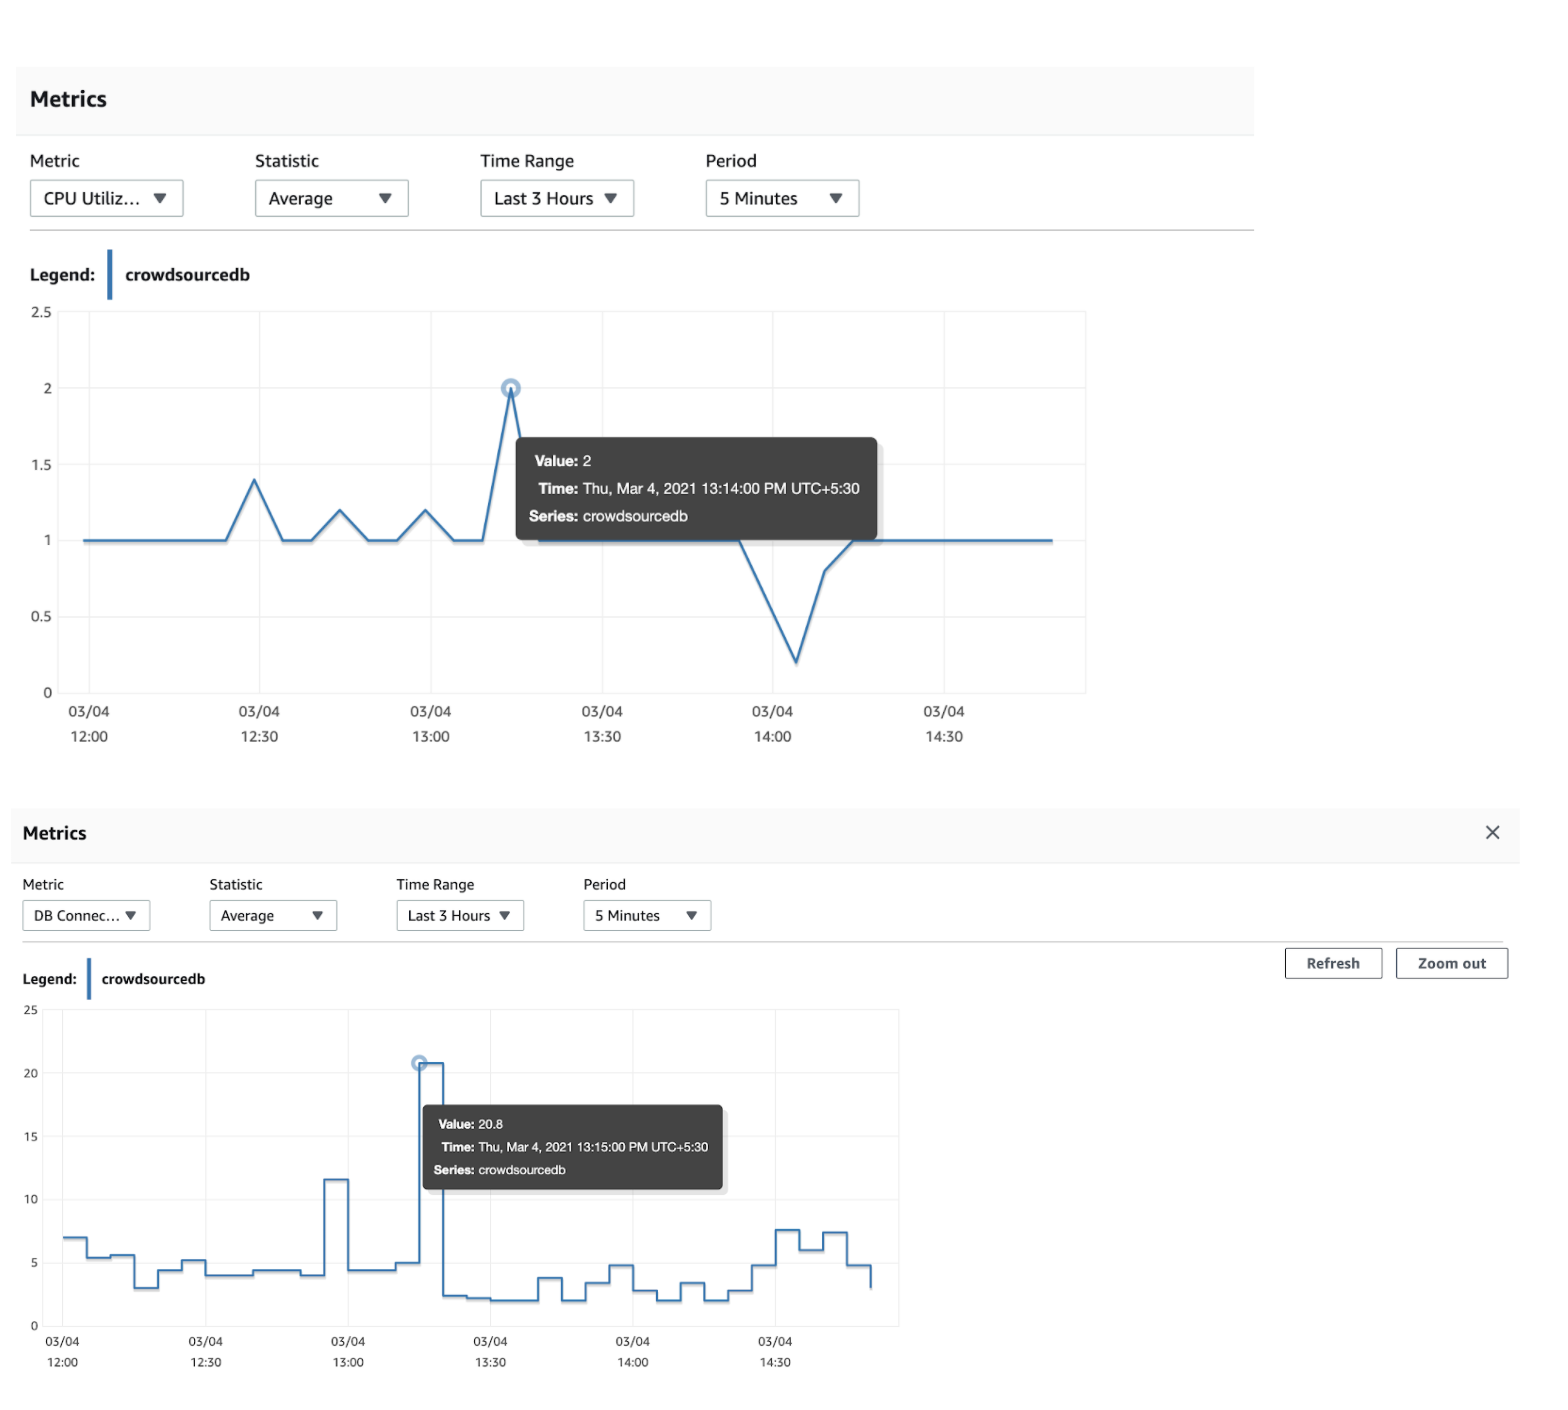 Metrics
Metric Statistic Time Range Period
CPU Utiliz... Average Last 3 Hours 5 Minutes
Legend: crowdsourcedb
2.5
2
1.5
1
0.5
0
Value: 2
Time: Thu, Mar 4, 2021 13:14:00 PM UTC+5:30
Series: crowdsourcedb
03/04 03/04 03/04 03/04 03/04 03/04
12:00 12:30 13:00 13:30 14:00 14:30
Metrics
Metric Statistic Time Range Period
DB Connec... Average Last 3 Hours 5 Minutes
Refresh Zoom out
Legend: crowdsourcedb
25
20
15
10
5
0
Value: 20.8
Time: Thu, Mar 4, 2021 13:15:00 PM UTC+5:30
Series: crowdsourcedb
03/04 03/04 03/04 03/04 03/04 03/04
12:00 12:30 13:00 13:30 14:00 14:30